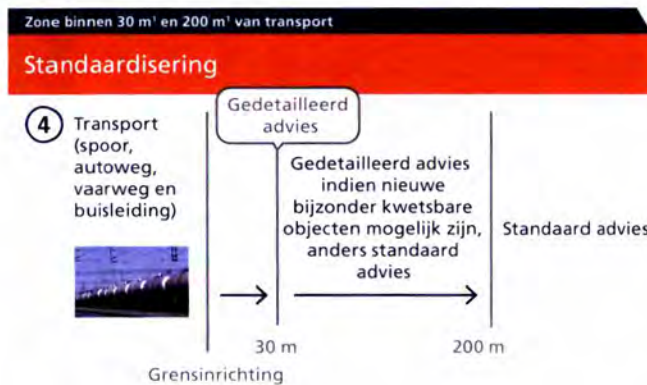 Zone binnen 30 m¹ en 200 m¹ van transport
Standaardisering
4
Transport
(spoor,
autoweg,
vaarweg en
buisleiding)
Gedetailleerd
advies
Gedetailleerd advies
indien nieuwe
bijzonder kwetsbare
objecten mogelijk zijn,
anders standaard
advies
Standaard advies
30 m
200 m
Grensinrichting